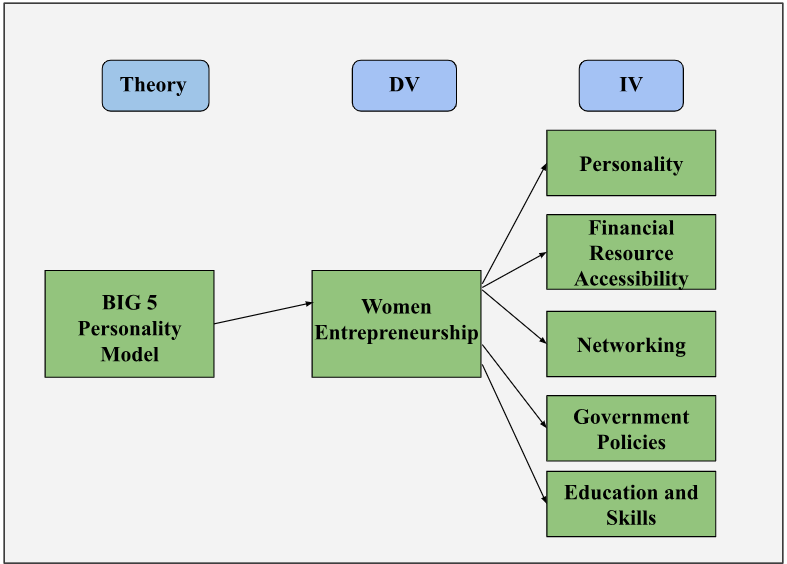 Theory
DV
IV
Personality
Financial
Resource
Accessibility
BIG 5
Personality
Model
Women
Entrepreneurship
Networking
Government
Policies
Education and
Skills